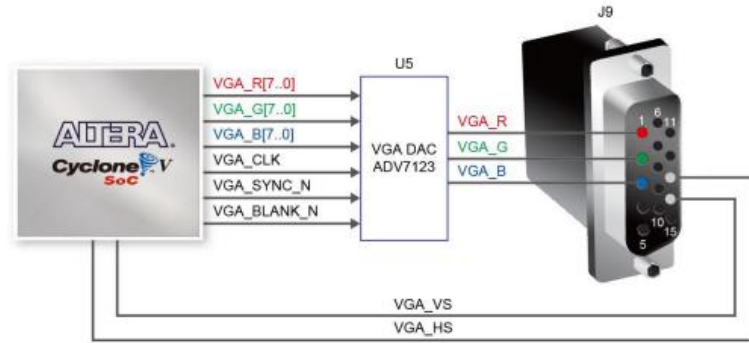 J9
U5
ALTERA.
Cyclone V
SoC
VGA_R[7..0]
VGA_G[7..0]
VGA_B[7..0]
VGA_CLK
VGA_SYNC_N
VGA_BLANK_N
VGA DAC
ADV7123
VGA_R
VGA_G
VGA_B
1
6
11
5
10
15
VGA_VS
VGA_HS